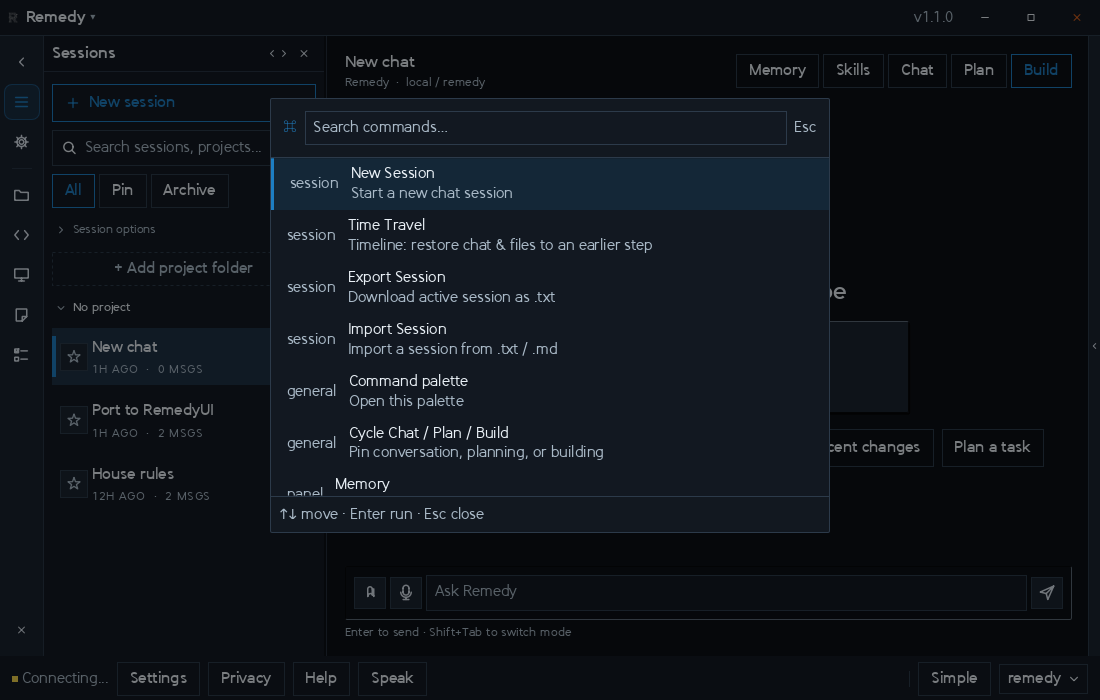 Remedy
v1.1.0
Sessions
New session
Search sessions, projects...
All
Pin
Archive
Session options
+ Add project folder
No project
New chat
1H AGO · 0 MSGS
Port to RemedyUI
1H AGO · 2 MSGS
House rules
12H AGO · 2 MSGS
New chat
Remedy · local / remedy
Memory
Skills
Chat
Plan
Build
Search commands...
Esc
session
New Session
Start a new chat session
session
Time Travel
Timeline: restore chat & files to an earlier step
session
Export Session
Download active session as .txt
session
Import Session
Import a session from .txt / .md
general
Command palette
Open this palette
general
Cycle Chat / Plan / Build
Pin conversation, planning, or building
panel
Memory
↑↓ move · Enter run · Esc close
changes
Plan a task
Ask Remedy
Enter to send · Shift+Tab to switch mode
Connecting...
Settings
Privacy
Help
Speak
Simple
remedy